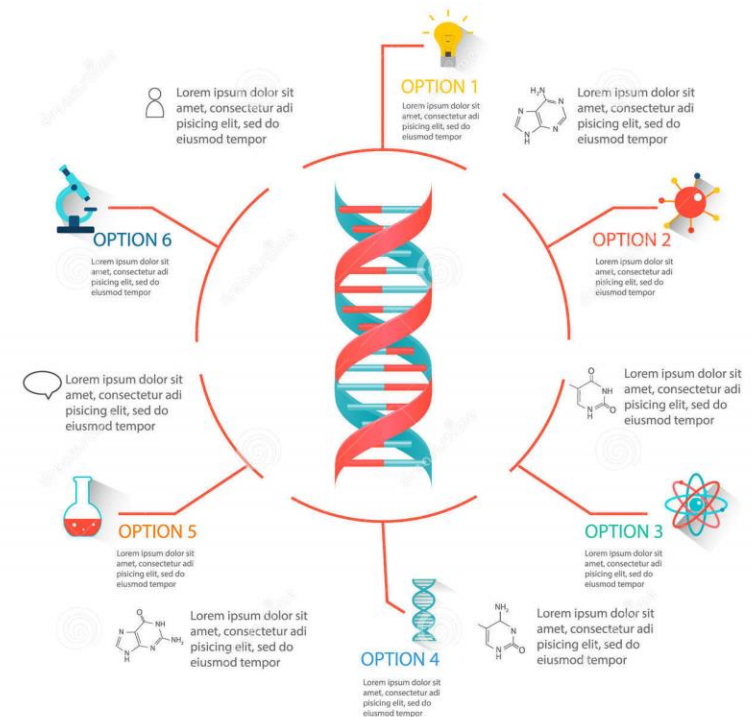 OPTION 1
Lorem ipsum dolor sit
amet, consectetur adi
pisicing elit, sed do
eiusmod tempor
Lorem ipsum dolor sit
amet, consectetur adi
pisicing elit, sed do
eiusmod tempor
NH₂
N
N
N
N
H
Lorem ipsum dolor sit
amet, consectetur adi
pisicing elit, sed do
eiusmod tempor
OPTION 6
Lorem ipsum dolor sit
amet, consectetur adi
pisicing elit, sed do
eiusmod tempor
OPTION 2
Lorem ipsum dolor sit
amet, consectetur adi
pisicing elit, sed do
eiusmod tempor
Lorem ipsum dolor sit
amet, consectetur adi
pisicing elit, sed do
eiusmod tempor
O
NH
N
H
O
Lorem ipsum dolor sit
amet, consectetur adi
pisicing elit, sed do
eiusmod tempor
OPTION 5
Lorem ipsum dolor sit
amet, consectetur adi
pisicing elit, sed do
eiusmod tempor
OPTION 3
Lorem ipsum dolor sit
amet, consectetur adi
pisicing elit, sed do
eiusmod tempor
O
N
NH
N
H
N
NH₂
Lorem ipsum dolor sit
amet, consectetur adi
pisicing elit, sed do
eiusmod tempor
OPTION 4
Lorem ipsum dolor sit
amet, consectetur adi
pisicing elit, sed do
eiusmod tempor
NH₂
N
N
H
O
Lorem ipsum dolor sit
amet, consectetur adi
pisicing elit, sed do
eiusmod tempor